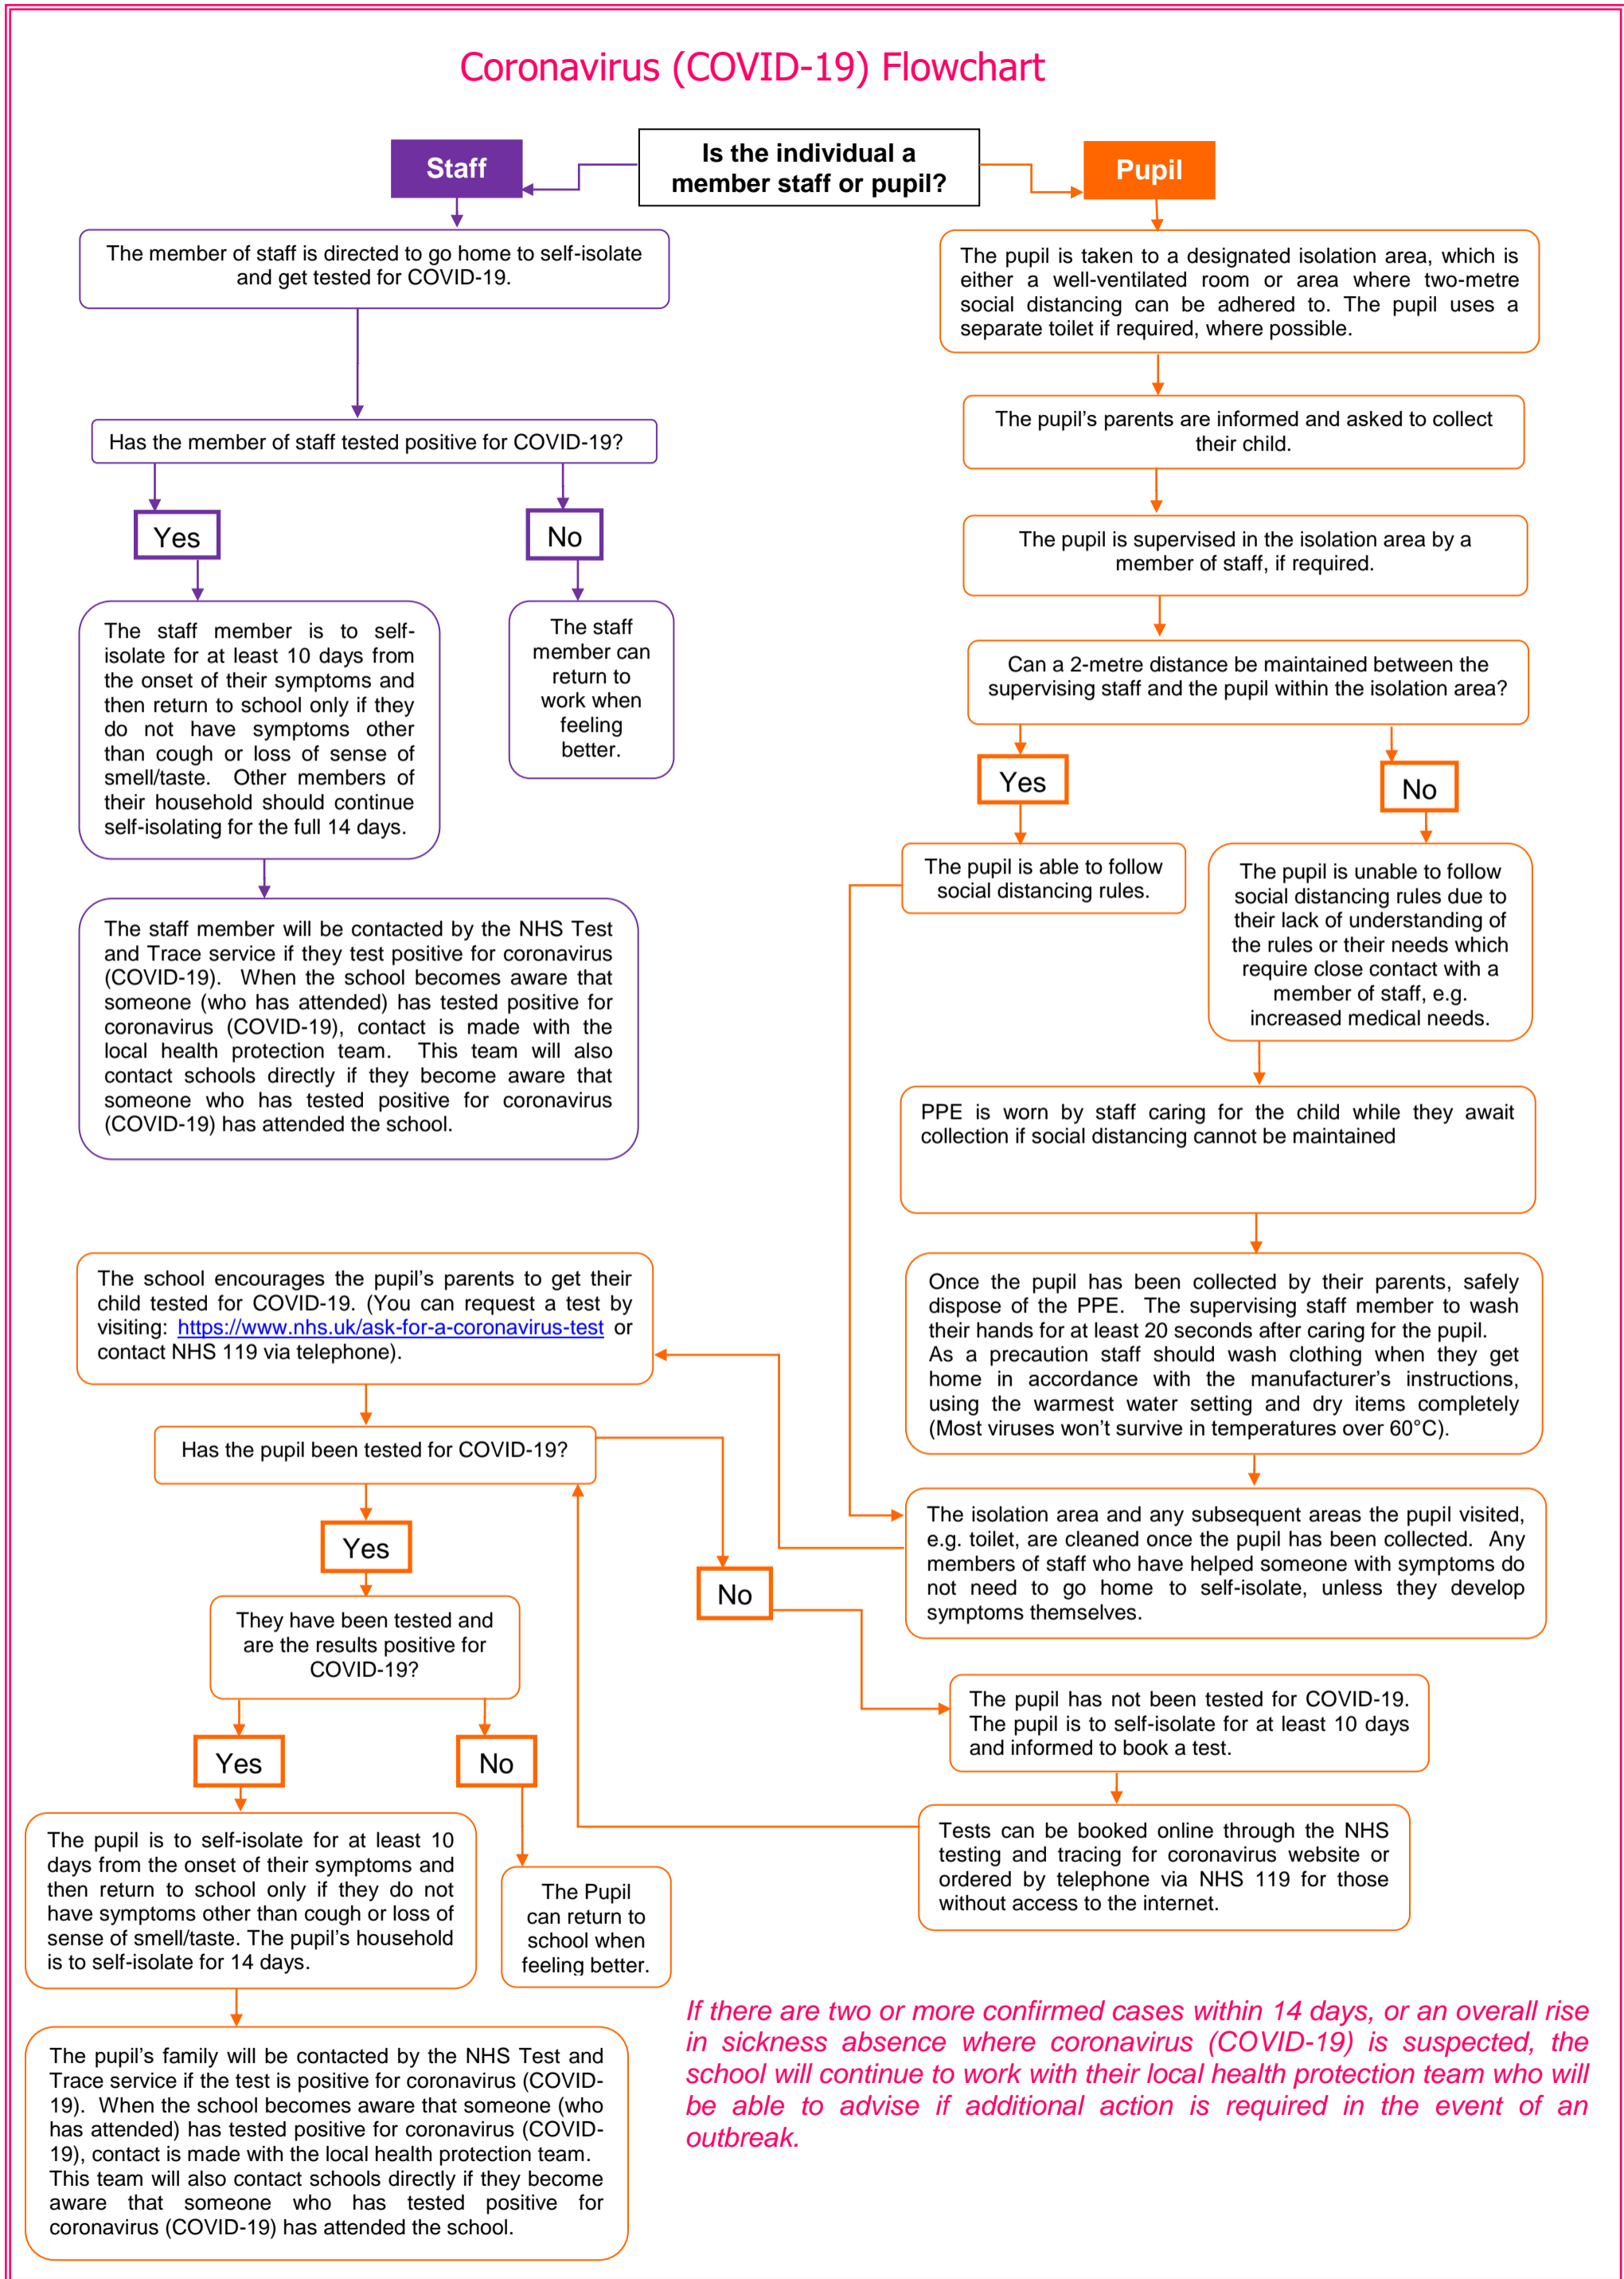 Coronavirus (COVID-19) Flowchart
Is the individual a
member staff or pupil?
Staff
Pupil
The member of staff is directed to go home to self-isolate
and get tested for COVID-19.
Has the member of staff tested positive for COVID-19?
Yes
No
The staff member is to self-
isolate for at least 10 days from
the onset of their symptoms and
then return to school only if they
do not have symptoms other
than cough or loss of sense of
smell/taste. Other members of
their household should continue
self-isolating for the full 14 days.
The staff
member can
return to
work when
feeling
better.
The staff member will be contacted by the NHS Test
and Trace service if they test positive for coronavirus
(COVID-19). When the school becomes aware that
someone (who has attended) has tested positive for
coronavirus (COVID-19), contact is made with the
local health protection team. This team will also
contact schools directly if they become aware that
someone who has tested positive for coronavirus
(COVID-19) has attended the school.
The pupil is taken to a designated isolation area, which is
either a well-ventilated room or area where two-metre
social distancing can be adhered to. The pupil uses a
separate toilet if required, where possible.
The pupil's parents are informed and asked to collect
their child.
The pupil is supervised in the isolation area by a
member of staff, if required.
Can a 2-metre distance be maintained between the
supervising staff and the pupil within the isolation area?
Yes
No
The pupil is able to follow
social distancing rules.
The pupil is unable to follow
social distancing rules due to
their lack of understanding of
the rules or their needs which
require close contact with a
member of staff, e.g.
increased medical needs.
PPE is worn by staff caring for the child while they await
collection if social distancing cannot be maintained
Once the pupil has been collected by their parents, safely
dispose of the PPE. The supervising staff member to wash
their hands for at least 20 seconds after caring for the pupil.
As a precaution staff should wash clothing when they get
home in accordance with the manufacturer's instructions,
using the warmest water setting and dry items completely
(Most viruses won't survive in temperatures over 60°C).
The isolation area and any subsequent areas the pupil visited,
e.g. toilet, are cleaned once the pupil has been collected. Any
members of staff who have helped someone with symptoms do
not need to go home to self-isolate, unless they develop
symptoms themselves.
The school encourages the pupil's parents to get their
child tested for COVID-19. (You can request a test by
visiting: https://www.nhs.uk/ask-for-a-coronavirus-test or
contact NHS 119 via telephone).
Has the pupil been tested for COVID-19?
Yes
No
They have been tested and
are the results positive for
COVID-19?
Yes
No
The pupil has not been tested for COVID-19.
The pupil is to self-isolate for at least 10 days
and informed to book a test.
Tests can be booked online through the NHS
testing and tracing for coronavirus website or
ordered by telephone via NHS 119 for those
without access to the internet.
The pupil is to self-isolate for at least 10
days from the onset of their symptoms and
then return to school only if they do not
have symptoms other than cough or loss of
sense of smell/taste. The pupil's household
is to self-isolate for 14 days.
The Pupil
can return to
school when
feeling better.
The pupil's family will be contacted by the NHS Test and
Trace service if the test is positive for coronavirus (COVID-
19). When the school becomes aware that someone (who
has attended) has tested positive for coronavirus (COVID-
19), contact is made with the local health protection team.
This team will also contact schools directly if they become
aware that someone who has tested positive for
coronavirus (COVID-19) has attended the school.
If there are two or more confirmed cases within 14 days, or an overall rise
in sickness absence where coronavirus (COVID-19) is suspected, the
school will continue to work with their local health protection team who will
be able to advise if additional action is required in the event of an
outbreak.